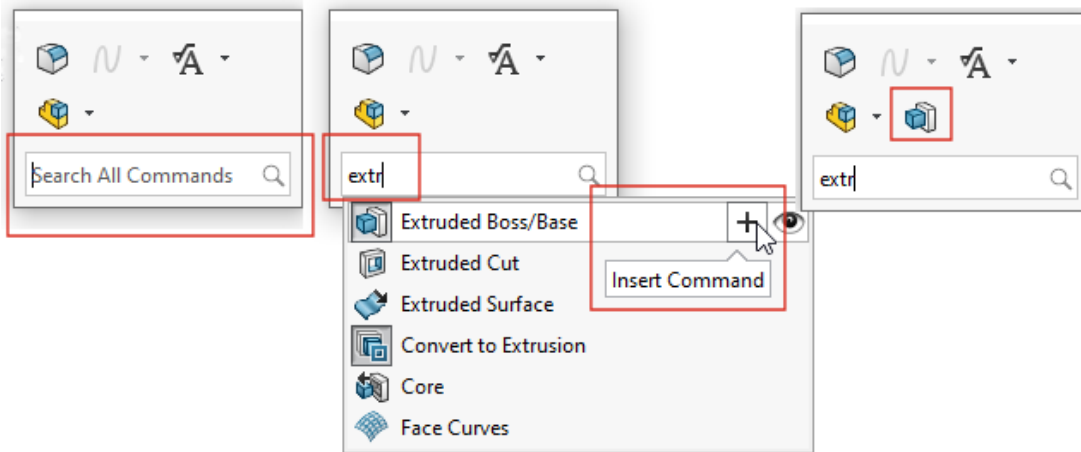 Search All Commands
extr
Extruded Boss/Base
Insert Command
Extruded Cut
Extruded Surface
Convert to Extrusion
Core
Face Curves
extr